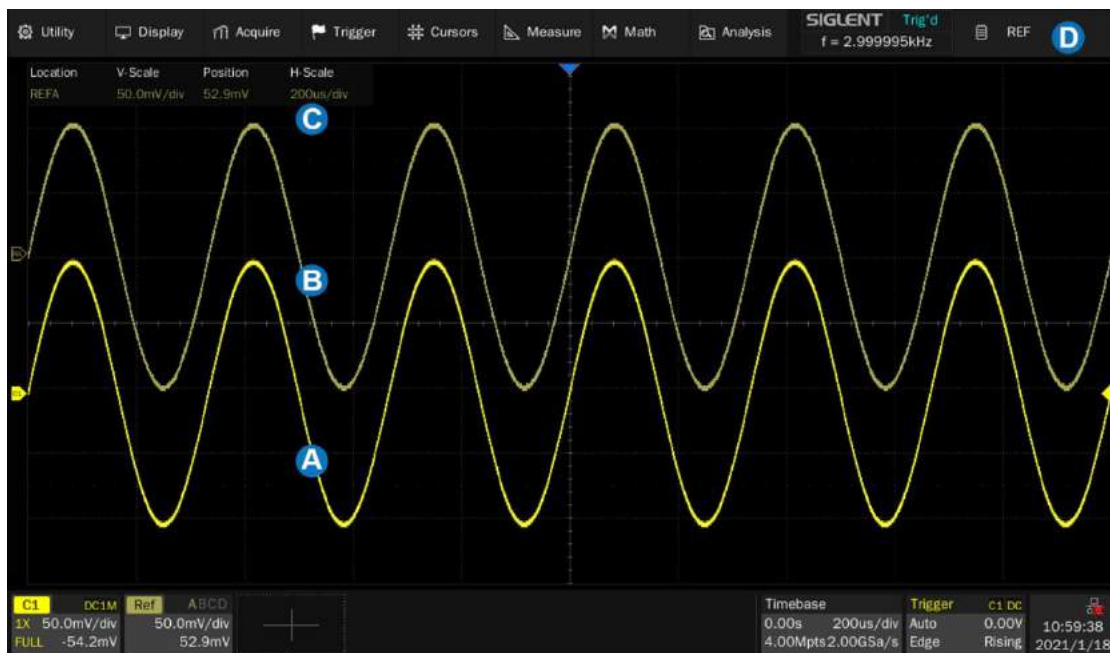 Utility Display Acquire Trigger Cursors Measure Math Analysis SIGLENT Trig'd REF D
f = 2.999995kHz
Location V-Scale Position H-Scale
REFA 50.0mV/div 52.9mV 200us/div
C
B
C1
A
C1 DC1M Ref ABCD Timebase Trigger C1 DC
1X 50.0mV/div 50.0mV/div 0.00s 200us/div Auto 0.00V 10:59:38
FULL -54.2mV 52.9mV 4.00Mpts 2.00GSa/s Edge Rising 2021/1/18